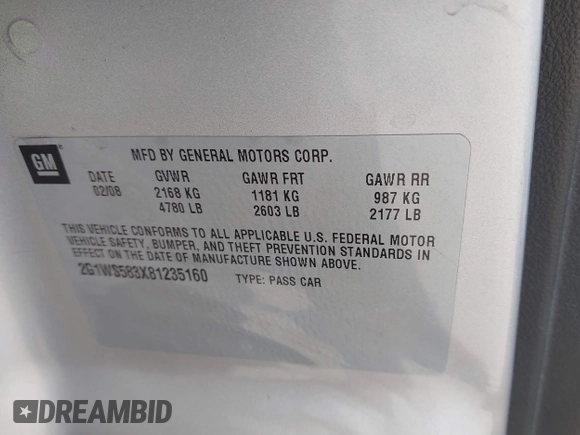 GM
MFD BY GENERAL MOTORS CORP.
DATE GVWR GAWR FRT GAWR RR
02/08 2168 KG 1181 KG 987 KG
4780 LB 2603 LB 2177 LB
THIS VEHICLE CONFORMS TO ALL APPLICABLE U.S. FEDERAL MOTOR
VEHICLE SAFETY, BUMPER, AND THEFT PREVENTION STANDARDS IN
EFFECT ON THE DATE OF MANUFACTURE SHOWN ABOVE.
2G1WS583X81235160 TYPE: PASS CAR
DREAMBID